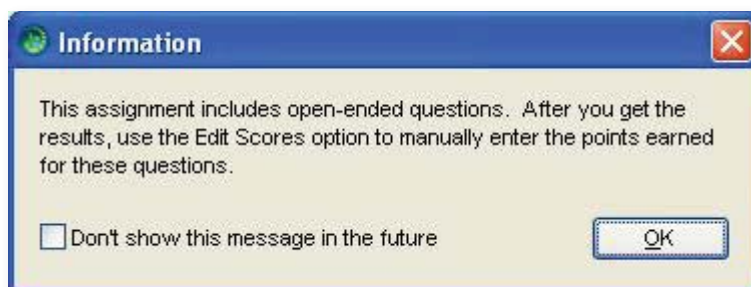 Information
This assignment includes open-ended questions.  After you get the
results, use the Edit Scores option to manually enter the points earned
for these questions.
Don't show this message in the future
OK